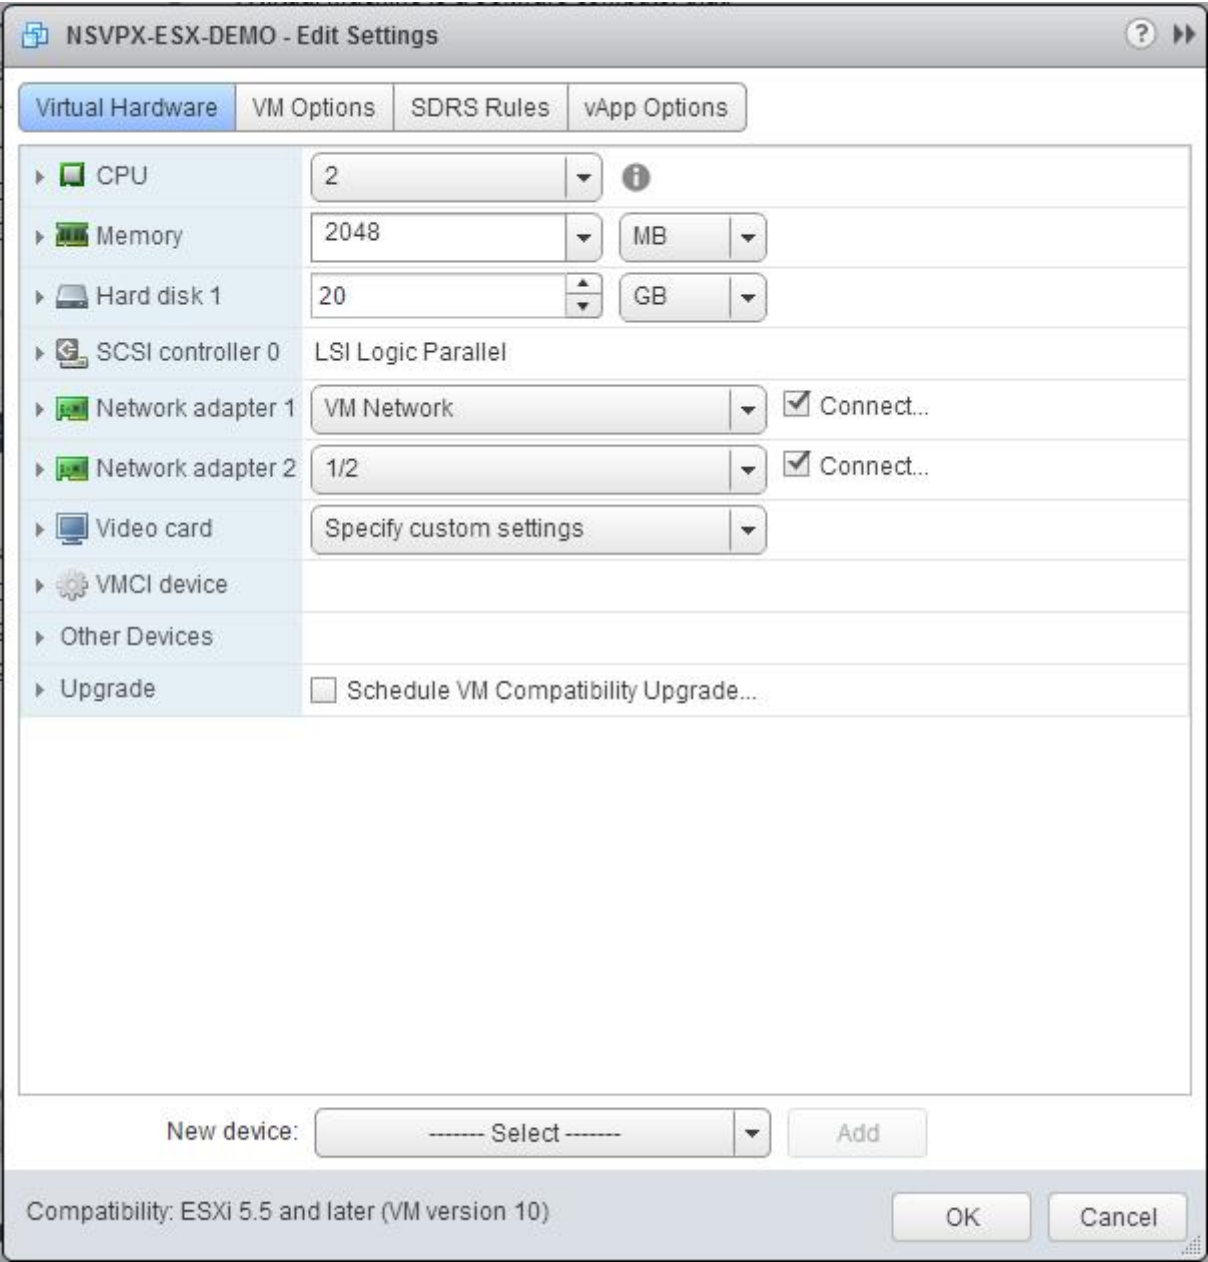 NSVPX-ESX-DEMO - Edit Settings ?
Virtual Hardware VM Options SDRS Rules vApp Options
CPU 2
Memory 2048 MB
Hard disk 1 20 GB
SCSI controller 0 LSI Logic Parallel
Network adapter 1 VM Network Connect...
Network adapter 2 1/2 Connect...
Video card Specify custom settings
VMCI device
Other Devices
Upgrade Schedule VM Compatibility Upgrade...
New device: ------- Select ------- Add
Compatibility: ESXi 5.5 and later (VM version 10) OK Cancel